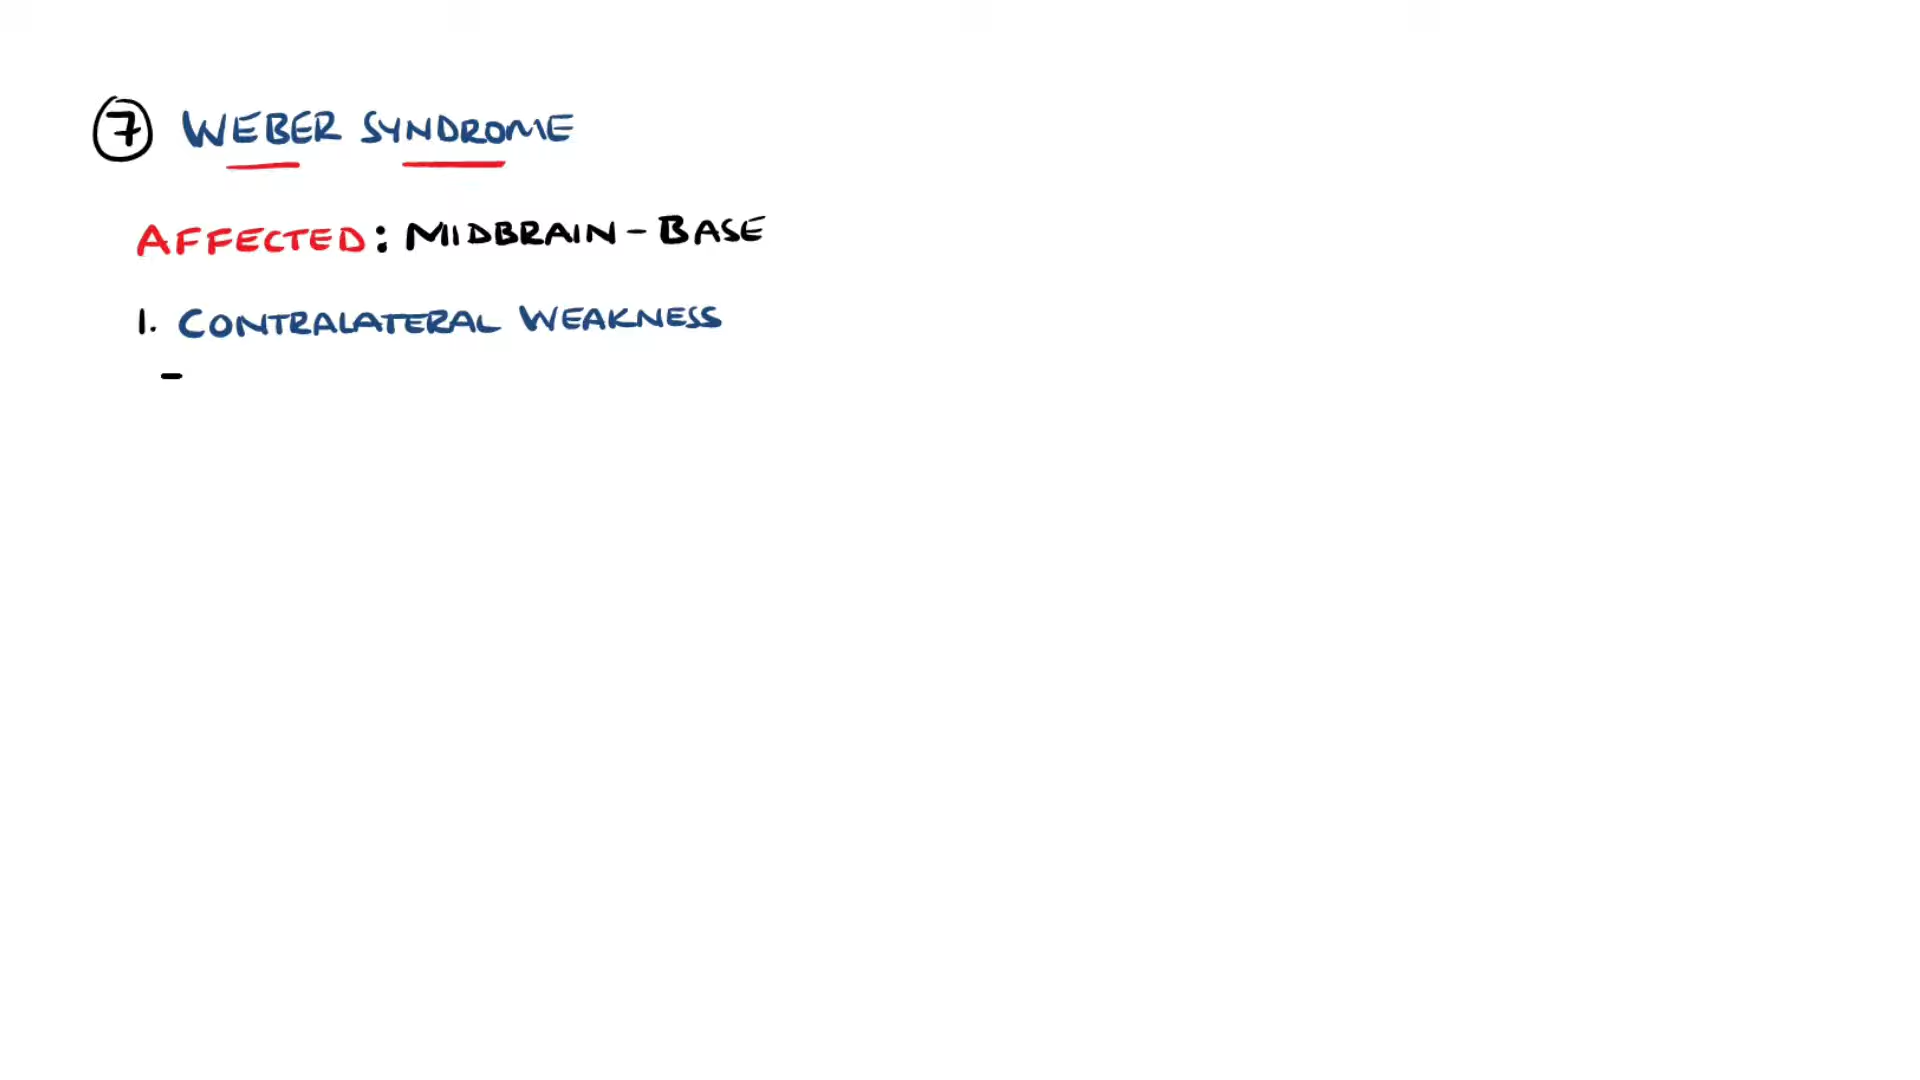 7 WEBER SYNDROME
AFFECTED: MIDBRAIN - BASE
1. CONTRALATERAL WEAKNESS
-